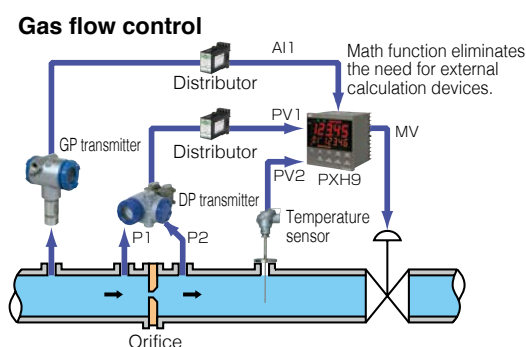 Gas flow control
AI1
Math function eliminates
the need for external
calculation devices.
Distributor
PV1
MV
GP transmitter
Distributor
PV2
PXH9
DP transmitter
Temperature
sensor
P1
P2
Orifice